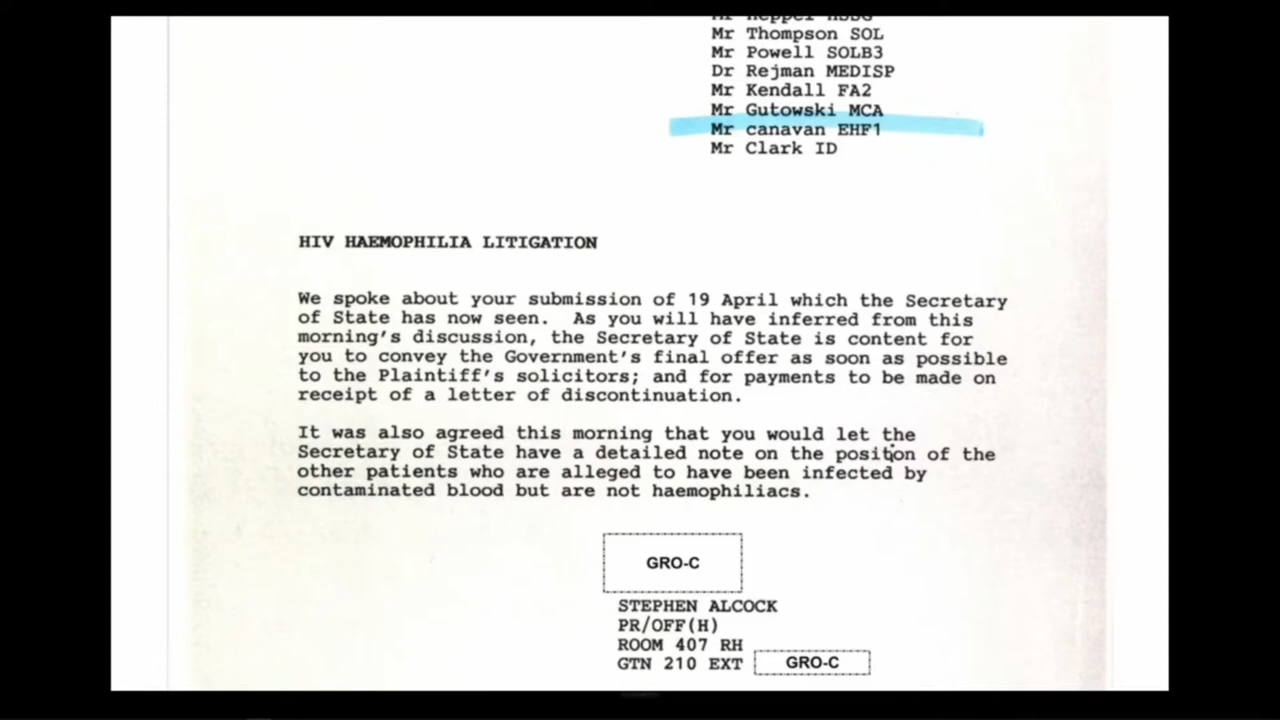 Mr Hepper HSSG
Mr Thompson SOL
Mr Powell SOLB3
Dr Rejman MEDISP
Mr Kendall FA2
Mr Gutowski MCA
Mr canavan EHF1
Mr Clark ID
HIV HAEMOPHILIA LITIGATION
We spoke about your submission of 19 April which the Secretary
of State has now seen. As you will have inferred from this
morning's discussion, the Secretary of State is content for
you to convey the Government's final offer as soon as possible
to the Plaintiff's solicitors; and for payments to be made on
receipt of a letter of discontinuation.
It was also agreed this morning that you would let the
Secretary of State have a detailed note on the position of the
other patients who are alleged to have been infected by
contaminated blood but are not haemophiliacs.
GRO-C
STEPHEN ALCOCK
PR/OFF(H)
ROOM 407 RH
GTN 210 EXT GRO-C